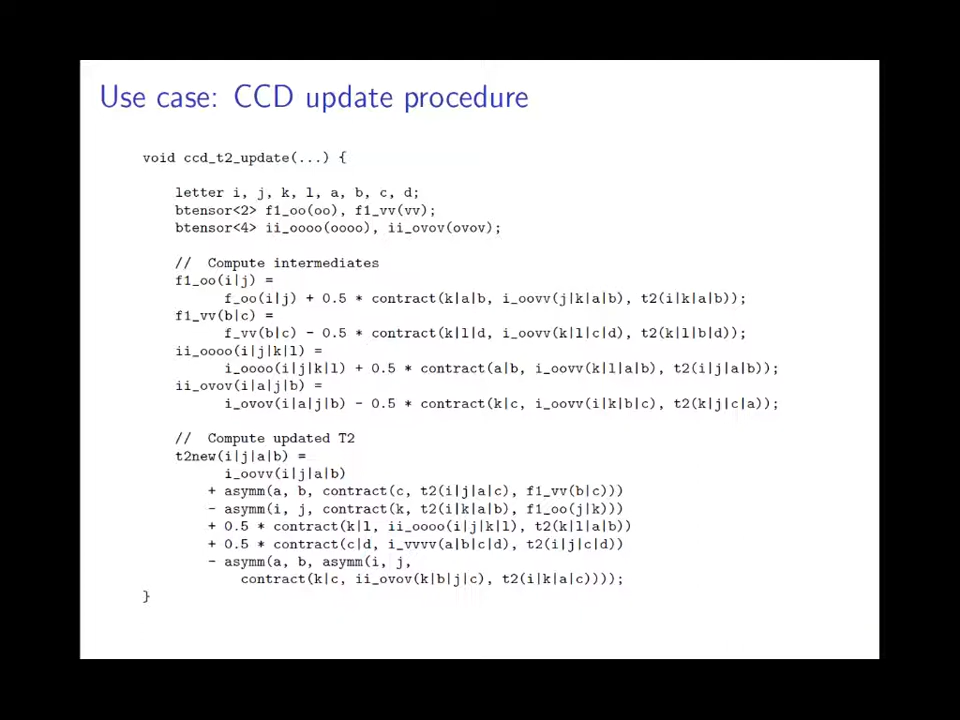 Use case: CCD update procedure
void ccd_t2_update(...) {
letter i, j, k, l, a, b, c, d;
btensor<2> f1_oo(oo), f1_vv(vv);
btensor<4> ii_oooo(oooo), ii_ovov(ovov);
// Compute intermediates
f1_oo(i|j) =
f_oo(i|j) + 0.5 * contract(k|a|b, i_oovv(j|k|a|b), t2(i|k|a|b));
f1_vv(b|c) =
f_vv(b|c) - 0.5 * contract(k|l|d, i_oovv(k|l|c|d), t2(k|l|b|d));
ii_oooo(i|j|k|l) =
i_oooo(i|j|k|l) + 0.5 * contract(a|b, i_oovv(k|l|a|b), t2(i|j|a|b));
ii_ovov(i|a|j|b) =
i_ovov(i|a|j|b) - 0.5 * contract(k|c, i_oovv(i|k|b|c), t2(k|j|c|a));
// Compute updated T2
t2new(i|j|a|b) =
i_oovv(i|j|a|b)
+ asymm(a, b, contract(c, t2(i|j|a|c), f1_vv(b|c)))
- asymm(i, j, contract(k, t2(i|k|a|b), f1_oo(j|k)))
+ 0.5 * contract(k|l, ii_oooo(i|j|k|l), t2(k|l|a|b))
+ 0.5 * contract(c|d, i_vvvv(a|b|c|d), t2(i|j|c|d))
- asymm(a, b, asymm(i, j,
contract(k|c, ii_ovov(k|b|j|c), t2(i|k|a|c))));
}